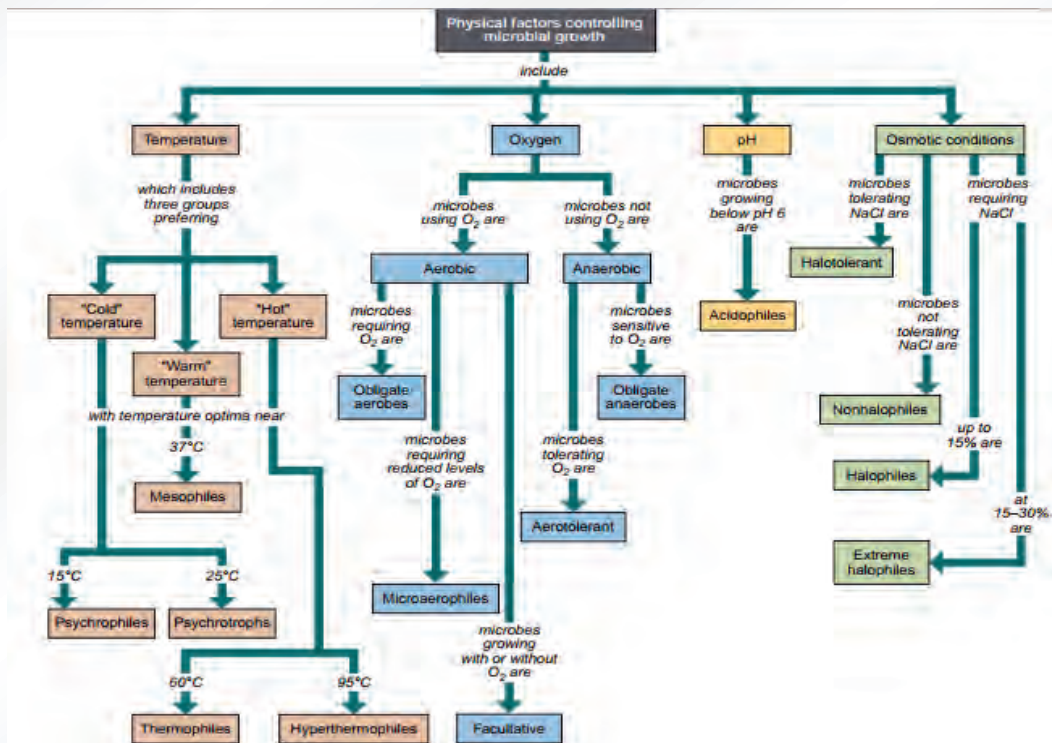 Physical factors controlling
microbial growth
include
Temperature
Oxygen
pH
Osmotic conditions
which includes
three groups
preferring
microbes
using O₂ are
microbes not
using O₂ are
microbes
growing
below pH 6
are
microbes
tolerating
NaCl are
microbes
requiring
NaCl
Halotolerant
Aerobic
Anaerobic
"Cold"
temperature
"Hot"
temperature
"Warm"
temperature
microbes
requiring
O₂ are
microbes
sensitive
to O₂ are
Acidophiles
microbes
not
tolerating
NaCl are
Obligate
aerobes
Obligate
anaerobes
Nonhalophiles
with temperature optima near
37°C
Mesophiles
microbes
requiring
reduced levels
of O₂ are
microbes
tolerating
O₂ are
up to
15% are
Halophiles
at
15–30%
are
Aerotolerant
Extreme
halophiles
15°C
25°C
Psychrophiles
Psychrotrophs
Microaerophiles
microbes
growing
with or without
O₂ are
60°C
95°C
Thermophiles
Hyperthermophiles
Facultative